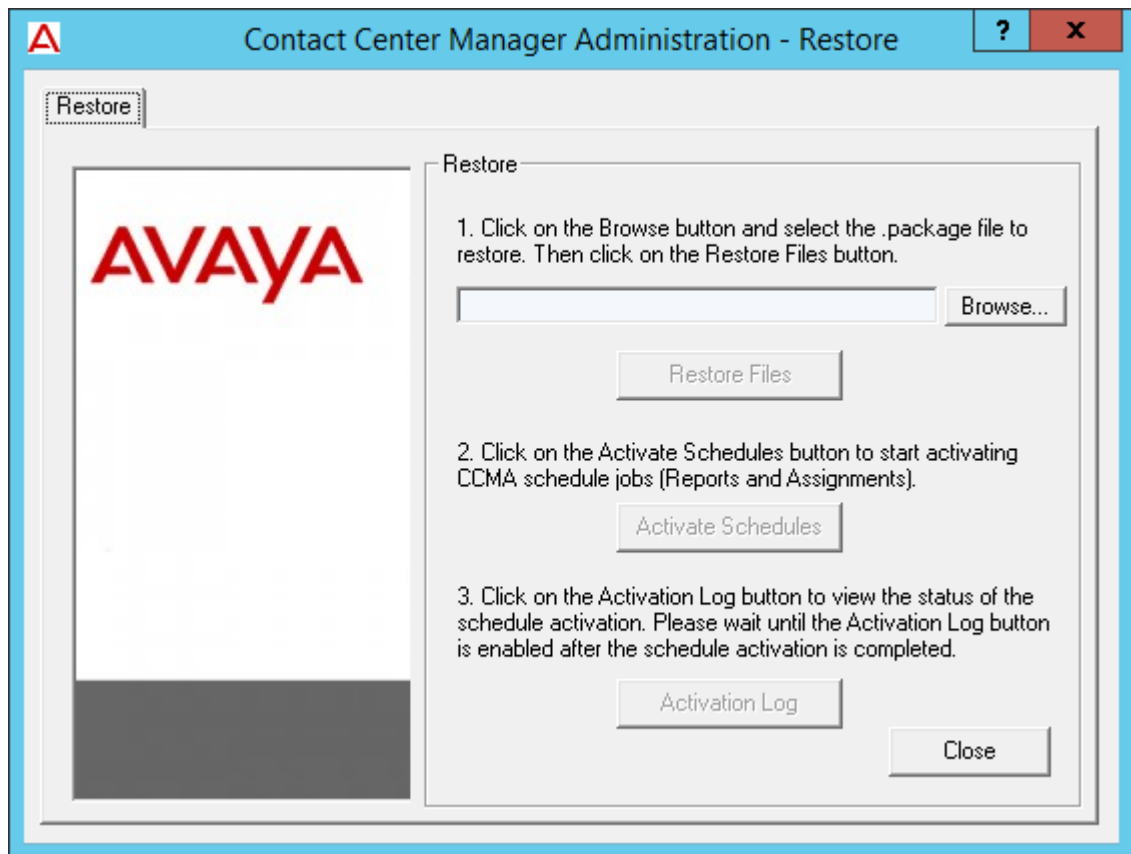 Contact Center Manager Administration - Restore
?
x
Restore
AVAYA
Restore
1. Click on the Browse button and select the .package file to
restore. Then click on the Restore Files button.
Browse...
Restore Files
2. Click on the Activate Schedules button to start activating
CCMA schedule jobs (Reports and Assignments).
Activate Schedules
3. Click on the Activation Log button to view the status of the
schedule activation. Please wait until the Activation Log button
is enabled after the schedule activation is completed.
Activation Log
Close